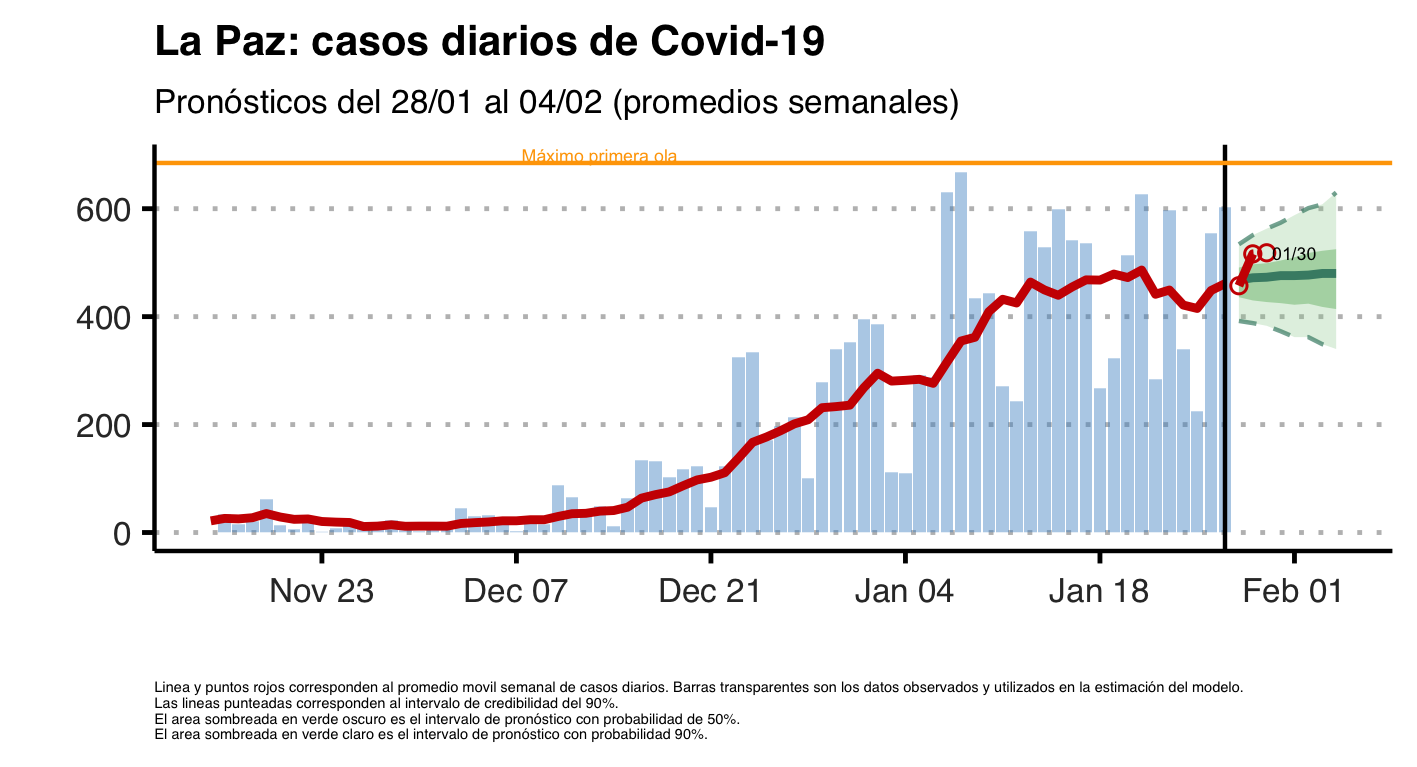 La Paz: casos diarios de Covid-19
Pronósticos del 28/01 al 04/02 (promedios semanales)
Máximo primera ola
600
400
200
0
01/30
Nov 23 Dec 07 Dec 21 Jan 04 Jan 18 Feb 01
Linea y puntos rojos corresponden al promedio movil semanal de casos diarios. Barras transparentes son los datos observados y utilizados en la estimación del modelo.
Las lineas punteadas corresponden al intervalo de credibilidad del 90%.
El area sombreada en verde oscuro es el intervalo de pronóstico con probabilidad de 50%.
El area sombreada en verde claro es el intervalo de pronóstico con probabilidad 90%.